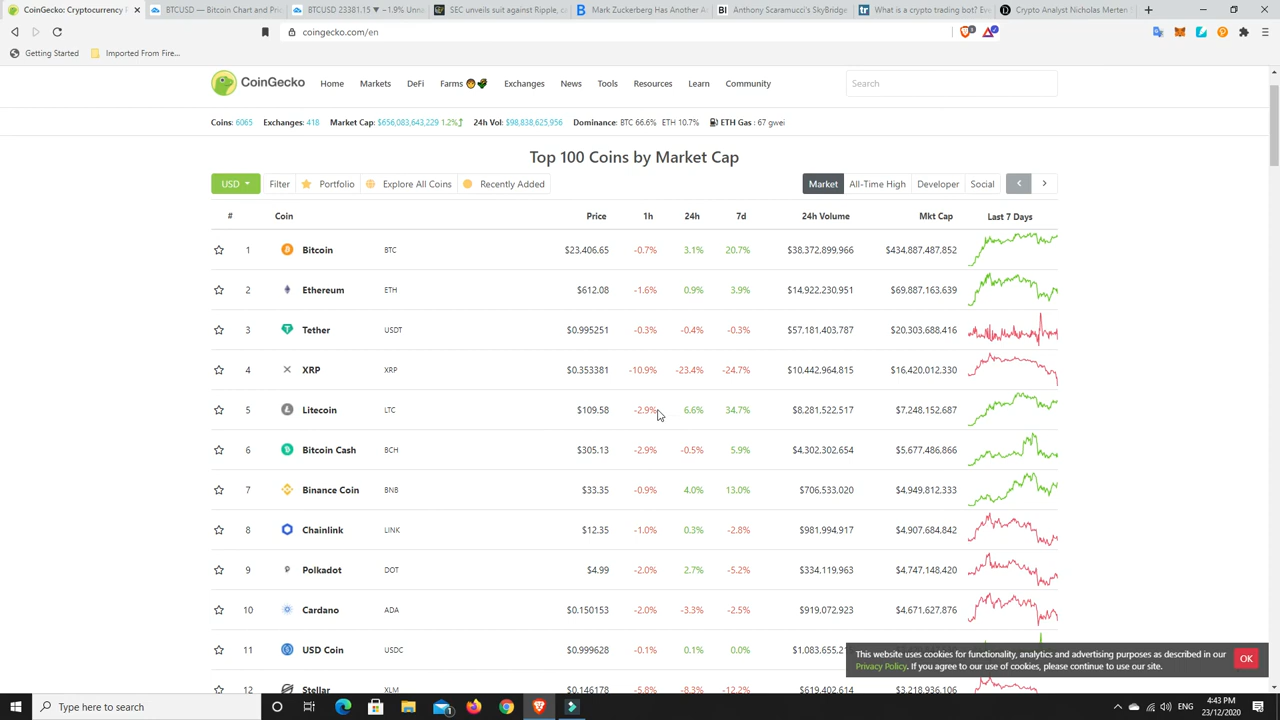 CoinGecko: Cryptocurrency P
BTCUSD — Bitcoin Chart and Pri
BTCUSD 23381.15 ▼ −1.9% Unna
SEC unveils suit against Ripple, c
Mark Zuckerberg Has Another A
Anthony Scaramucci's SkyBridge
What is a crypto trading bot? Eve
Crypto Analyst Nicholas Merten
coingecko.com/en
Getting Started
Imported From Fire...
CoinGecko Home Markets DeFi Farms Exchanges News Tools Resources Learn Community Search
Coins: 6065 Exchanges: 418 Market Cap: $656,083,643,229 1.2% 24h Vol: $98,838,625,956 Dominance: BTC 66.6% ETH 10.7% ETH Gas : 67 gwei
Top 100 Coins by Market Cap
USD Filter Portfolio Explore All Coins Recently Added Market All-Time High Developer Social
# Coin Price 1h 24h 7d 24h Volume Mkt Cap Last 7 Days
1 Bitcoin BTC $23,406.65 -0.7% 3.1% 20.7% $38,372,899,966 $434,887,487,852
2 Ethereum ETH $612.08 -1.6% 0.9% 3.9% $14,922,230,951 $69,887,163,639
3 Tether USDT $0.995251 -0.3% -0.4% -0.3% $57,181,403,787 $20,303,688,416
4 XRP XRP $0.353381 -10.9% -23.4% -24.7% $10,442,964,815 $16,420,012,330
5 Litecoin LTC $109.58 -2.9% 6.6% 34.7% $8,281,522,517 $7,248,152,687
6 Bitcoin Cash BCH $305.13 -2.9% -0.5% 5.9% $4,302,302,654 $5,677,486,866
7 Binance Coin BNB $33.35 -0.9% 4.0% 13.0% $706,533,020 $4,949,812,333
8 Chainlink LINK $12.35 -1.0% 0.3% -2.8% $981,994,917 $4,907,684,842
9 Polkadot DOT $4.99 -2.0% 2.7% -5.2% $334,119,963 $4,747,148,420
10 Cardano ADA $0.150153 -2.0% -3.3% -2.5% $919,072,923 $4,671,627,876
11 USD Coin USDC $0.999628 -0.1% 0.1% 0.0%
12 Stellar XLM $0.146178 -5.8% -8.3% -12.2% $619,402,614 $3,218,936,106
This website uses cookies for functionality, analytics and advertising purposes as described in our
Privacy Policy. If you agree to our use of cookies, please continue to use our site.
OK
Type here to search
ENG
4:43 PM
23/12/2020